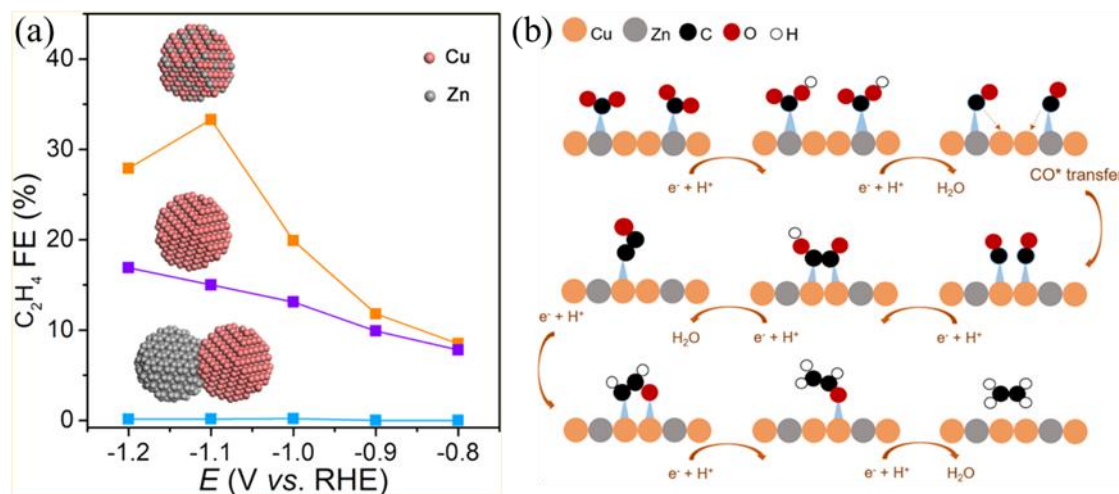 (a)
C₂H₄ FE (%)
40
30
20
10
0
Cu
Zn
-1.2 -1.1 -1.0 -0.9 -0.8
E (V vs. RHE)
(b)
Cu Zn C O H
e⁻ + H⁺ e⁻ + H⁺ H₂O CO* transfer
e⁻ + H⁺ H₂O e⁻ + H⁺ e⁻ + H⁺
e⁻ + H⁺ e⁻ + H⁺ H₂O